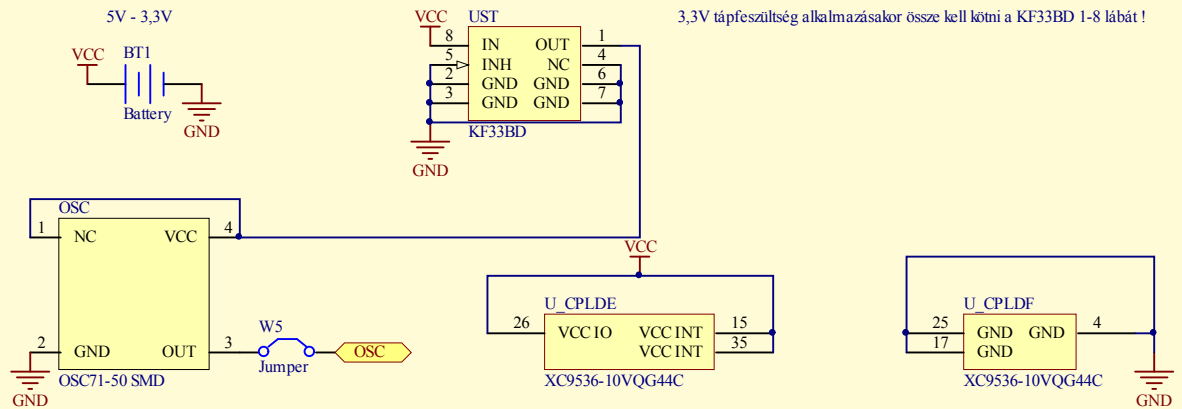 5V - 3,3V
VCC
BT1
Battery
GND
VCC
UST
8 IN OUT 1
5 INH NC 4
2 GND GND 6
3 GND GND 7
KF33BD
GND
3,3V tápfeszültség alkalmazásakor össze kell kötni a KF33BD 1-8 lábát !
OSC
1 NC VCC 4
2 GND OUT 3
OSC71-50 SMD
GND
W5
Jumper
OSC
VCC
U_CPLDE
26 VCC IO VCC INT 15
VCC INT 35
XC9536-10VQG44C
U_CPLDF
25 GND GND 4
17 GND
XC9536-10VQG44C
GND